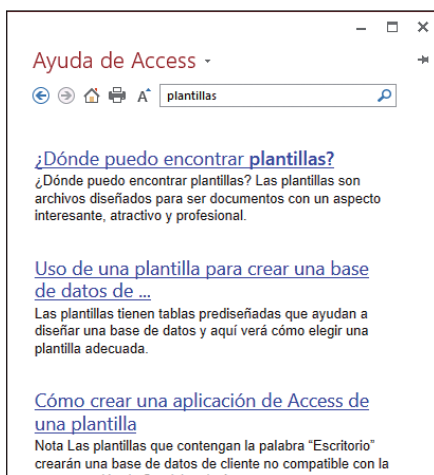 Ayuda de Access
plantillas
¿Dónde puedo encontrar plantillas?
¿Dónde puedo encontrar plantillas? Las plantillas son
archivos diseñados para ser documentos con un aspecto
interesante, atractivo y profesional.
Uso de una plantilla para crear una base
de datos de ...
Las plantillas tienen tablas prediseñadas que ayudan a
diseñar una base de datos y aquí verá cómo elegir una
plantilla adecuada.
Cómo crear una aplicación de Access de
una plantilla
Nota Las plantillas que contengan la palabra “Escritorio”
crearán una base de datos de cliente no compatible con la